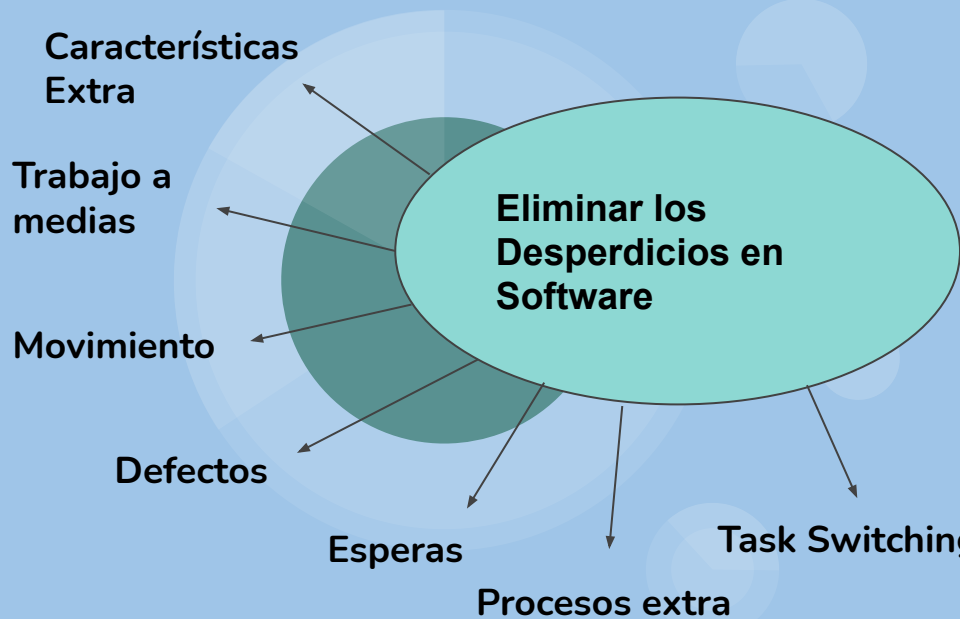 Características
Extra
Trabajo a
medias
Eliminar los
Desperdicios en
Software
Movimiento
Defectos
Esperas
Task Switching
Procesos extra